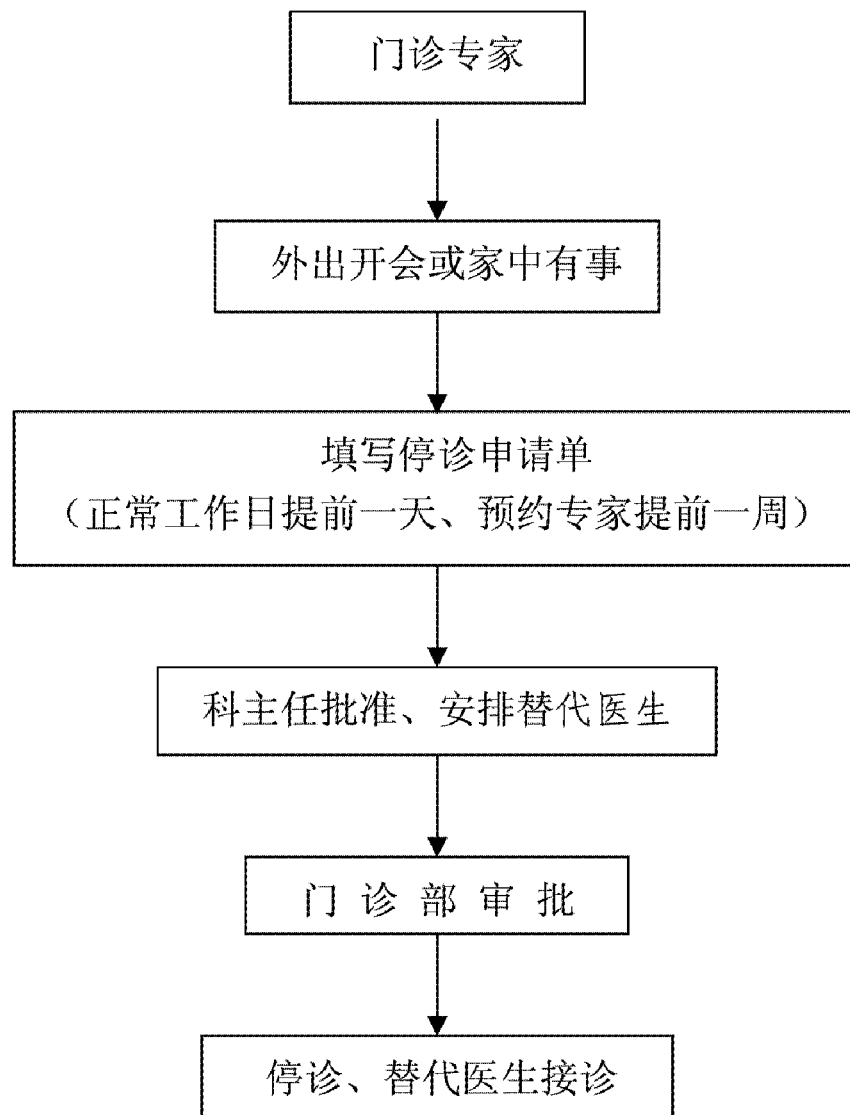 门诊专家
外出开会或家中有事
填写停诊申请单
（正常工作日提前一天、预约专家提前一周）
科主任批准、安排替代医生
门诊部审批
停诊、替代医生接诊